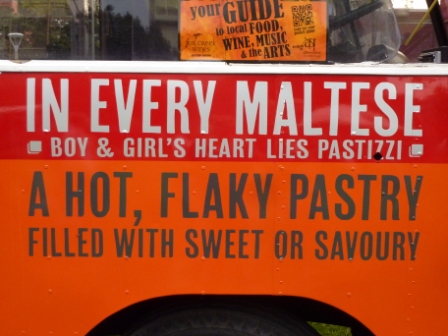 your GUIDE
to local FOOD,
WINE, MUSIC
& the ARTS
IN EVERY MALTESE
BOY & GIRL'S HEART LIES PASTIZZI
A HOT, FLAKY PASTRY
FILLED WITH SWEET OR SAVOURY